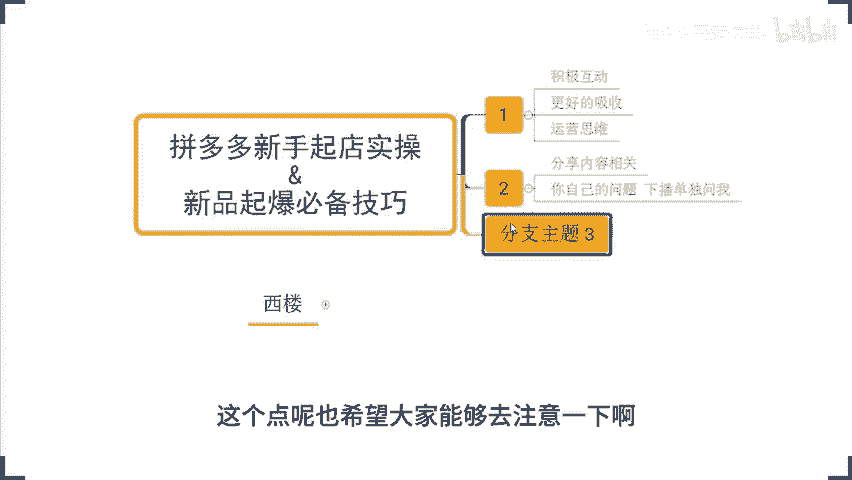 bilibili
拼多多新手起店实操
&
新品起爆必备技巧
1
积极互动
更好的吸收
运营思维
2
分享内容相关
你自己的问题 下播单独问我
分支主题 3
西楼
这个点呢也希望大家能够去注意一下啊